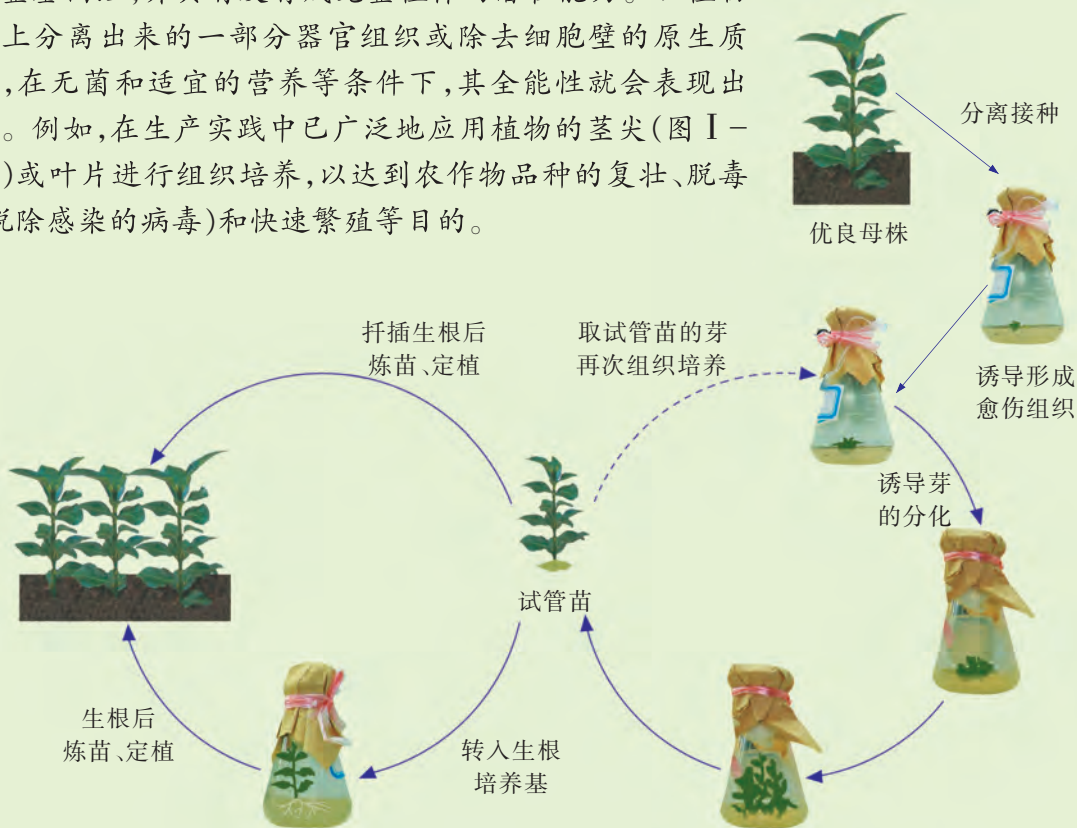 上分离出来的一部分器官组织或除去细胞壁的原生质
,在无菌和适宜的营养等条件下,其全能性就会表现出
。例如,在生产实践中已广泛地应用植物的茎尖(图Ⅰ-
)或叶片进行组织培养,以达到农作物品种的复壮、脱毒
脱除感染的病毒)和快速繁殖等目的。
分离接种
优良母株
诱导形成
愈伤组织
扦插生根后
炼苗、定植
取试管苗的芽
再次组织培养
诱导芽
的分化
试管苗
生根后
炼苗、定植
转入生根
培养基